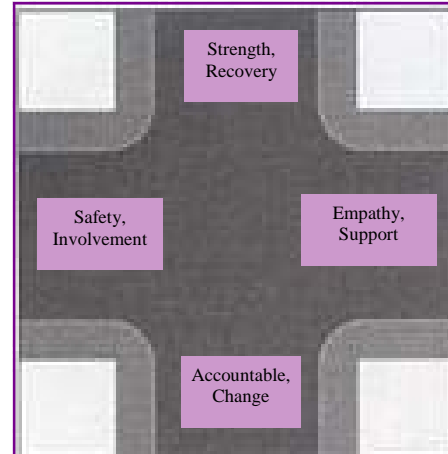 Strength,
Recovery
Safety,
Involvement
Empathy,
Support
Accountable,
Change